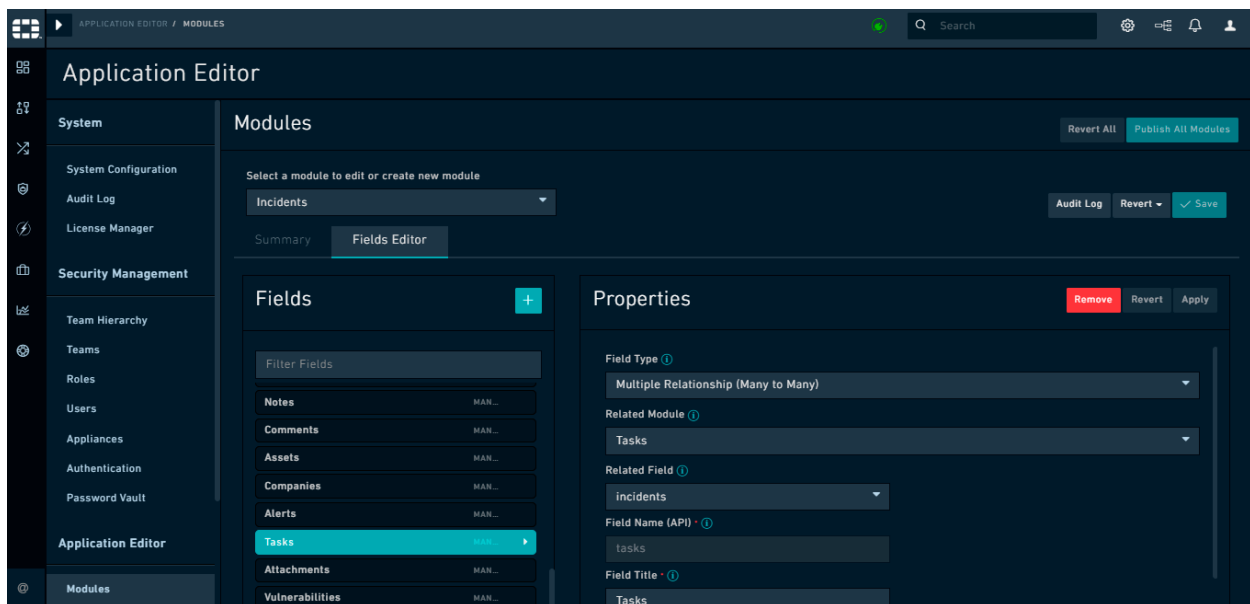 APPLICATION EDITOR / MODULES
Search
Application Editor
System
System Configuration
Audit Log
License Manager
Security Management
Team Hierarchy
Teams
Roles
Users
Appliances
Authentication
Password Vault
Application Editor
Modules
@
Modules
Revert All
Publish All Modules
Select a module to edit or create new module
Incidents
Audit Log
Revert
Save
Summary
Fields Editor
Fields
+
Filter Fields
Notes MAN...
Comments MAN...
Assets MAN...
Companies MAN...
Alerts MAN...
Tasks MAN...
Attachments MAN...
Vulnerabilities MAN...
Properties
Remove
Revert
Apply
Field Type
Multiple Relationship (Many to Many)
Related Module
Tasks
Related Field
incidents
Field Name (API) •
tasks
Field Title •
Tasks